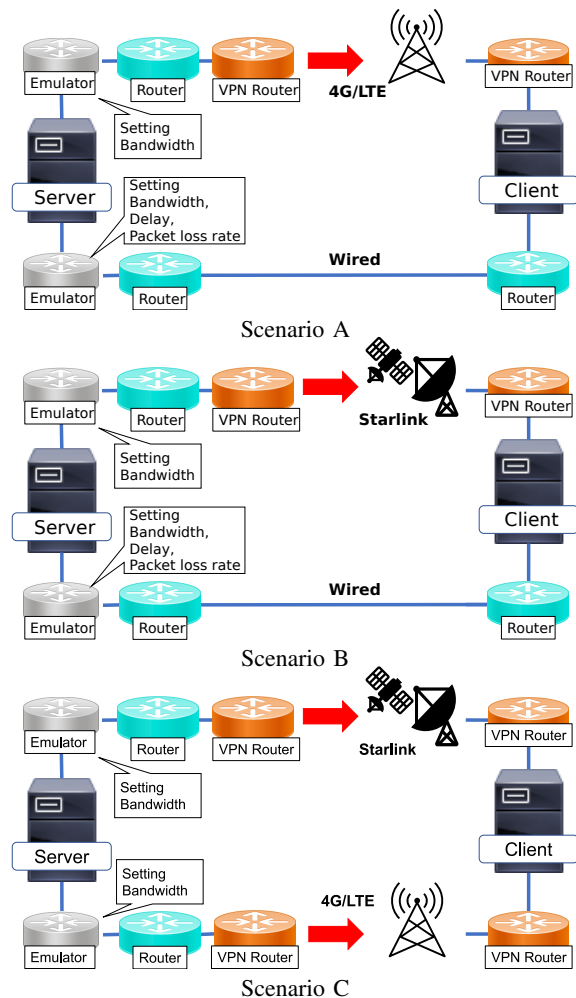 Emulator
Router
VPN Router
4G/LTE
VPN Router
Setting
Bandwidth
Server
Client
Setting
Bandwidth,
Delay,
Packet loss rate
Emulator
Router
Wired
Router
Scenario A
Emulator
Router
VPN Router
Starlink
VPN Router
Setting
Bandwidth
Server
Client
Setting
Bandwidth,
Delay,
Packet loss rate
Emulator
Router
Wired
Router
Scenario B
Emulator
Router
VPN Router
Starlink
VPN Router
Setting
Bandwidth
Server
Client
Setting
Bandwidth
Emulator
Router
VPN Router
4G/LTE
VPN Router
Scenario C